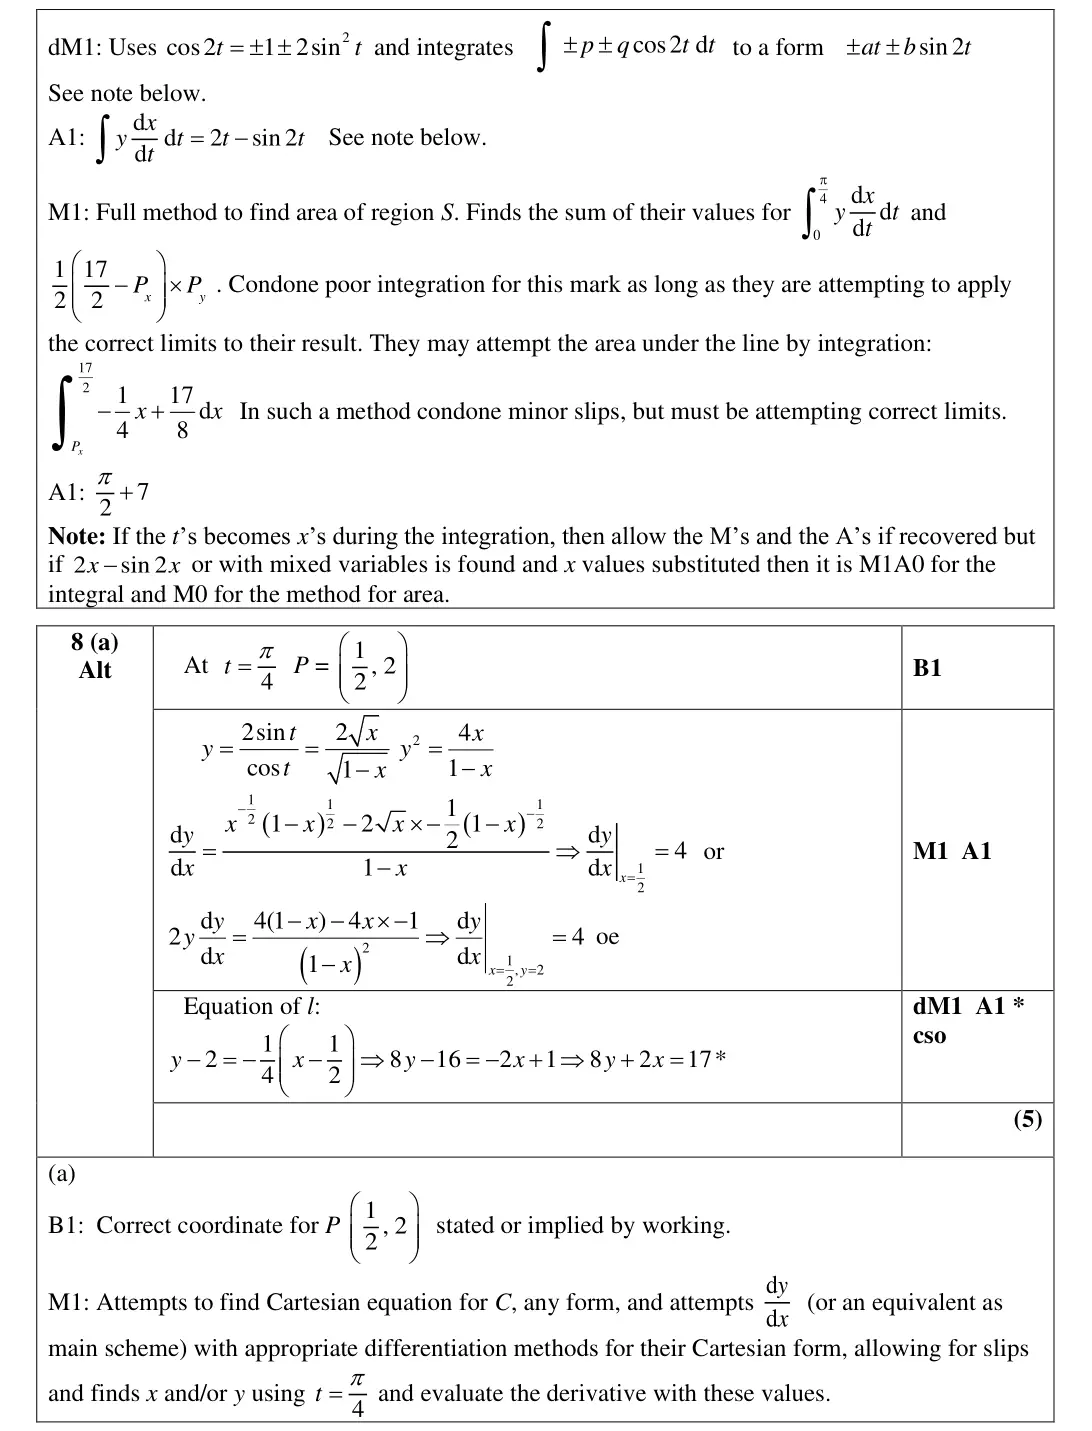 dM1: Uses cos 2t = ±1 ± 2sin² t and integrates ∫ ±p ± q cos 2t dt to a form ±at ± b sin 2t
See note below.
A1: ∫ y dx/dt dt = 2t − sin 2t See note below.
M1: Full method to find area of region S. Finds the sum of their values for ∫₀^(π/4) y dx/dt dt and
1/2 (17/2 − Pₓ) × P_y . Condone poor integration for this mark as long as they are attempting to apply
the correct limits to their result. They may attempt the area under the line by integration:
∫_(Pₓ)^(17/2) −1/4 x + 17/8 dx In such a method condone minor slips, but must be attempting correct limits.
A1: π/2 + 7
Note: If the t’s becomes x’s during the integration, then allow the M’s and the A’s if recovered but
if 2x − sin 2x or with mixed variables is found and x values substituted then it is M1A0 for the
integral and M0 for the method for area.
8 (a)
Alt
At t = π/4 P = (1/2, 2)
B1
y = 2sin t / cos t = 2√x / √(1−x) y² = 4x / (1−x)
dy/dx = (x^(−1/2) (1−x)^(1/2) − 2√x × −1/2 (1−x)^(−1/2)) / (1−x) ⇒ dy/dx |_(x=1/2) = 4 or
M1 A1
2y dy/dx = (4(1−x) − 4x × −1) / (1−x)² ⇒ dy/dx |_(x=1/2, y=2) = 4 oe
Equation of l:
dM1 A1 *
cso
y − 2 = −1/4 (x − 1/2) ⇒ 8y − 16 = −2x + 1 ⇒ 8y + 2x = 17 *
(5)
(a)
B1: Correct coordinate for P (1/2, 2) stated or implied by working.
M1: Attempts to find Cartesian equation for C, any form, and attempts dy/dx (or an equivalent as
main scheme) with appropriate differentiation methods for their Cartesian form, allowing for slips
and finds x and/or y using t = π/4 and evaluate the derivative with these values.